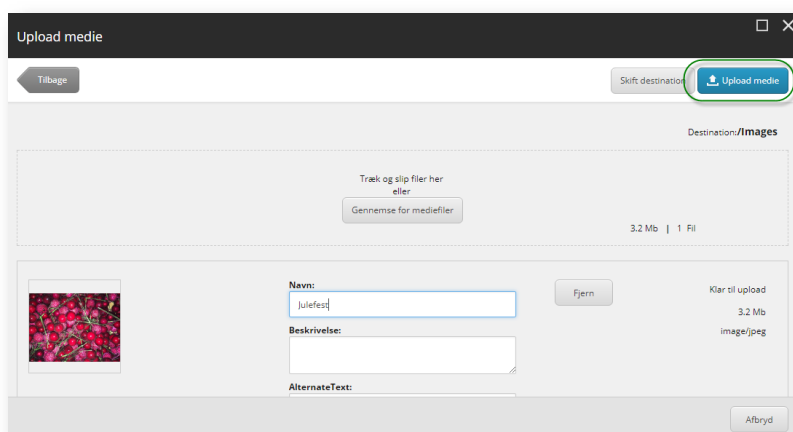 Upload medie
Tilbage
Skift destination
Upload medie
Destination:/Images
Træk og slip filer her
eller
Gennemse for mediefiler
3.2 Mb | 1 Fil
Navn:
Julefest
Fjern
Klar til upload
3.2 Mb
image/jpeg
Beskrivelse:
AlternateText:
Afbryd